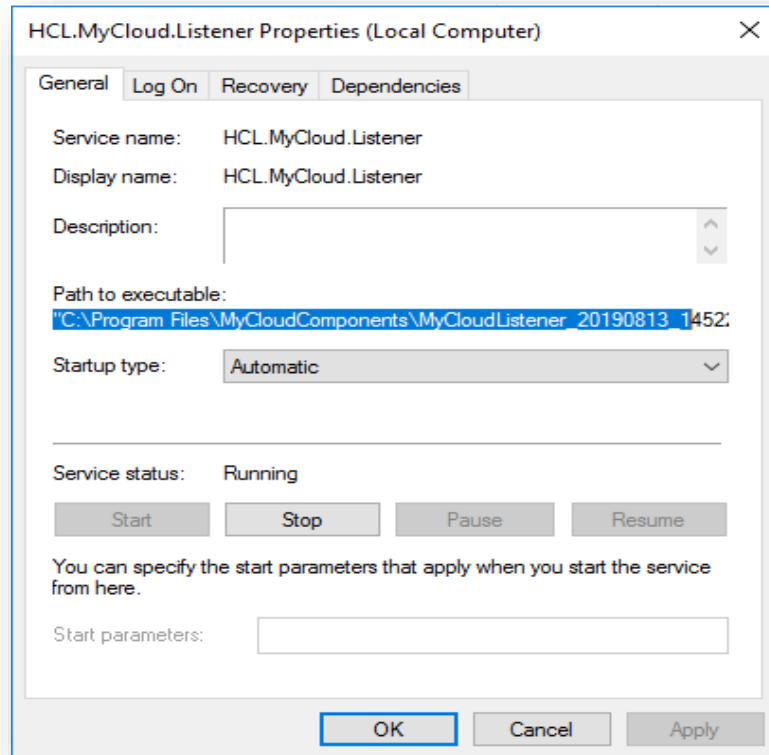 HCL.MyCloud.Listener Properties (Local Computer)
General Log On Recovery Dependencies
Service name: HCL.MyCloud.Listener
Display name: HCL.MyCloud.Listener
Description:
Path to executable:
"C:\Program Files\MyCloudComponents\MyCloudListener_20190813_14522
Startup type: Automatic
Service status: Running
Start Stop Pause Resume
You can specify the start parameters that apply when you start the service
from here.
Start parameters:
OK Cancel Apply